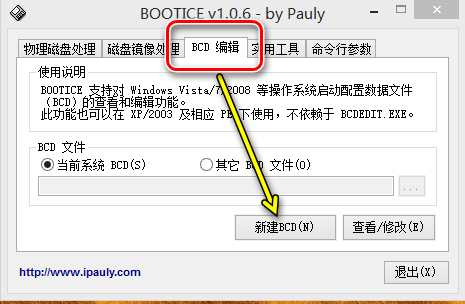 BOOTICE v1.0.6 - by Pauly
物理磁盘处理 磁盘镜像处理 BCD 编辑 实用工具 命令行参数
使用说明
BOOTICE 支持对 Windows Vista/7/2008 等操作系统启动配置数据文件
(BCD) 的查看和编辑功能。
此功能也可以在 XP/2003 及相应 PE 下使用，不依赖于 BCDEDIT.EXE。
BCD 文件
当前系统 BCD(S) 其它 BCD 文件(O)
...
新建BCD(N) 查看/修改(E)
http://www.ipauly.com 退出(X)